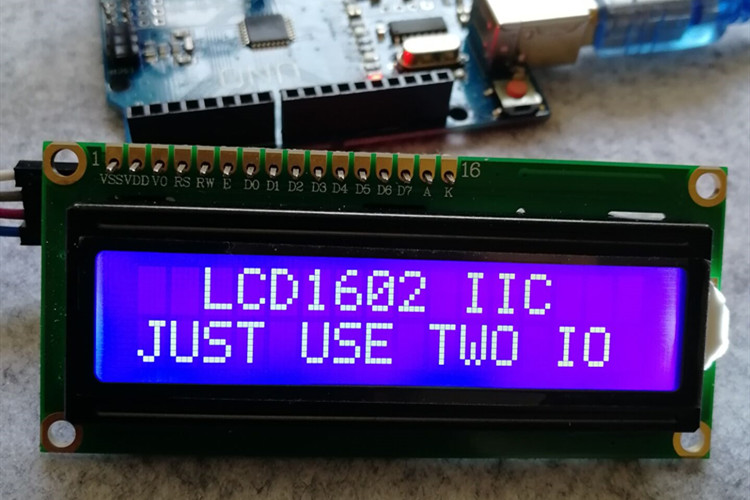 1 16
VSS VDD V0 RS RW E D0 D1 D2 D3 D4 D5 D6 D7 A K
LCD1602 IIC
JUST USE TWO IO